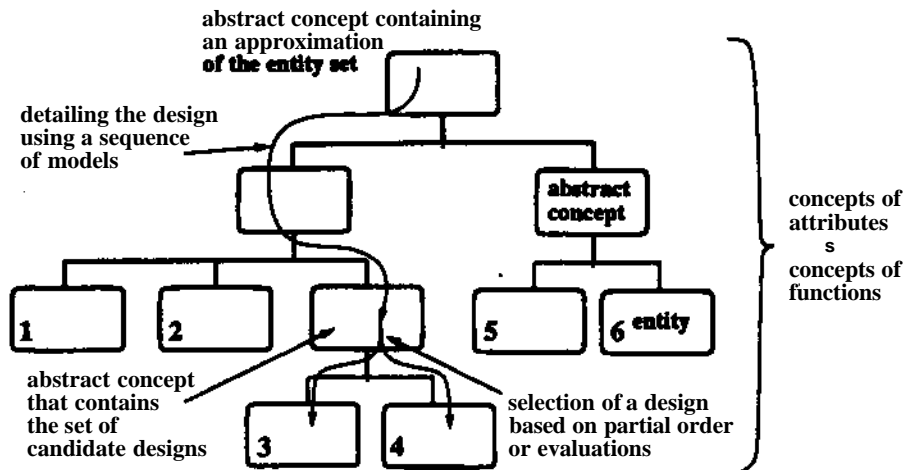 abstract concept containing
an approximation
of the entity set
detailing the design
using a sequence
of models
abstract
concept
concepts of
attributes
s
concepts of
functions
1
2
5
6 entity
abstract concept
that contains
the set of
candidate designs
3
4
selection of a design
based on partial order
or evaluations